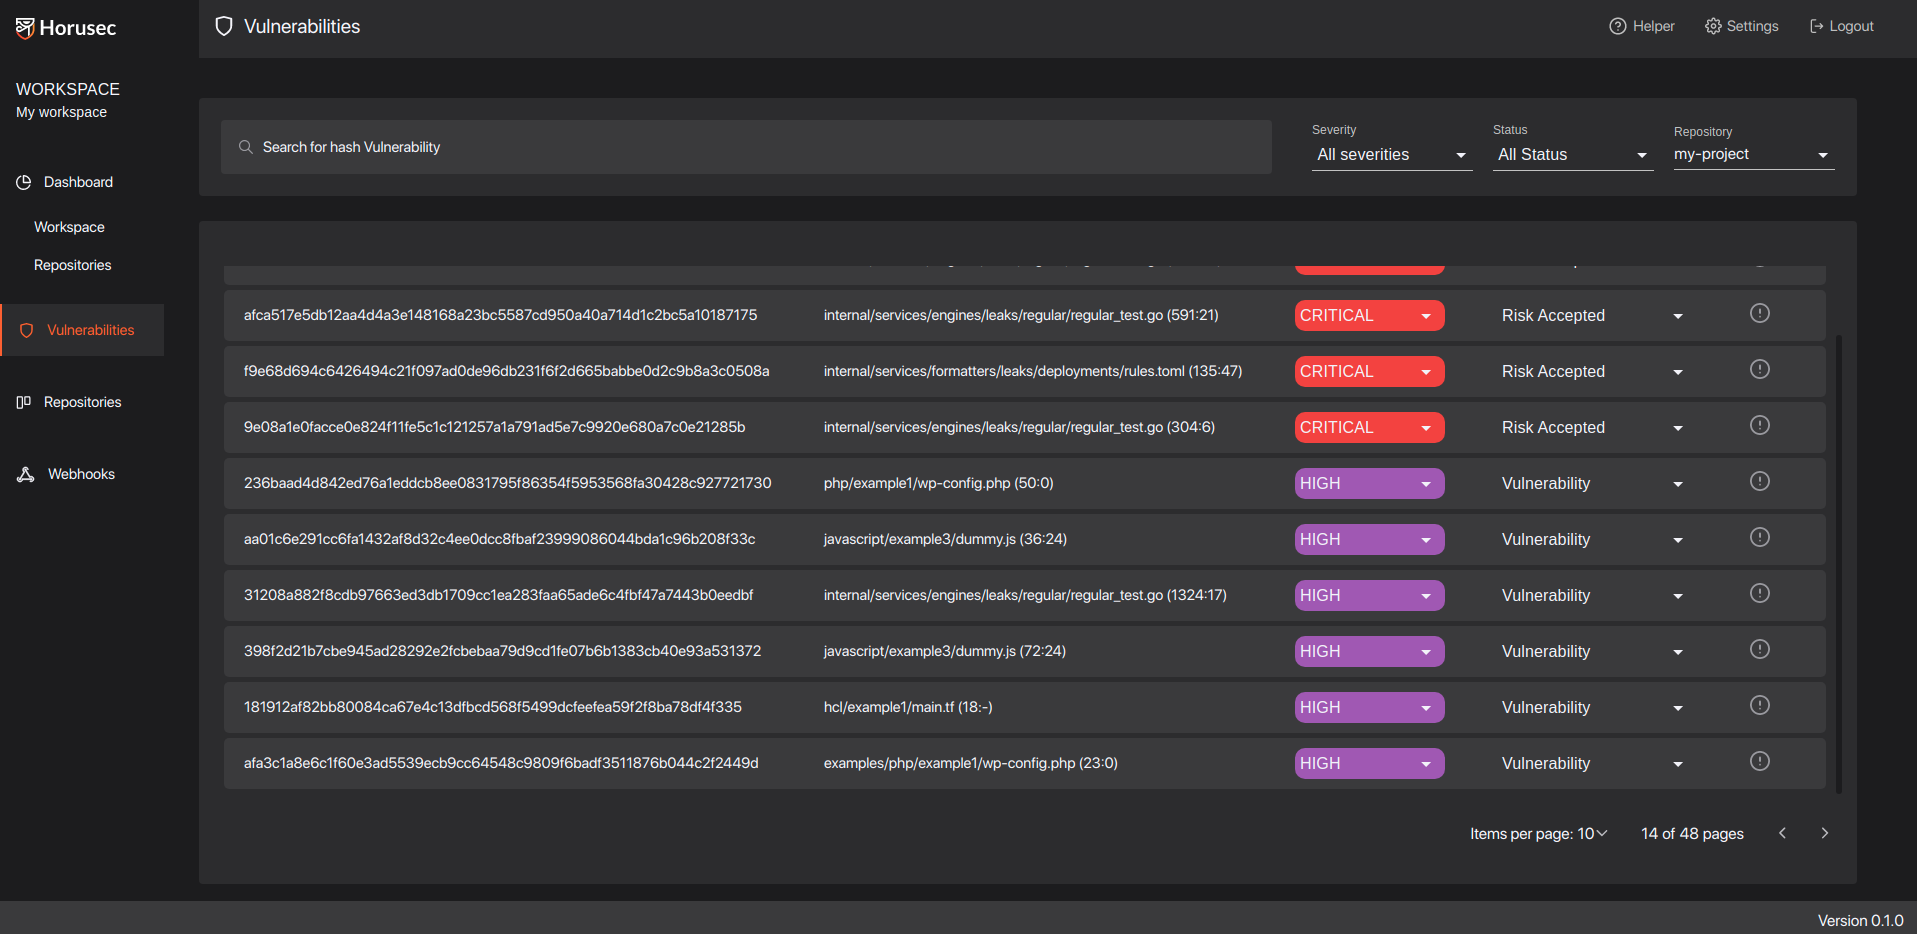 Horusec
Vulnerabilities
Helper
Settings
Logout
WORKSPACE
My workspace
Dashboard
Workspace
Repositories
Vulnerabilities
Repositories
Webhooks
Search for hash Vulnerability
Severity
All severities
Status
All Status
Repository
my-project
afca517e5db12aa4d4a3e148168a23bc5587cd950a40a714d1c2bc5a10187175 internal/services/engines/leaks/regular/regular_test.go (591:21) CRITICAL Risk Accepted
f9e68d694c6426494c21f097ad0de96db231f6f2d665babbe0d2c9b8a3c0508a internal/services/formatters/leaks/deployments/rules.toml (135:47) CRITICAL Risk Accepted
9e08a1e0facce0e824f11fe5c1c121257a1a791ad5e7c9920e680a7c0e21285b internal/services/engines/leaks/regular/regular_test.go (304:6) CRITICAL Risk Accepted
236baad4d842ed76a1eddcb8ee0831795f86354f5953568fa30428c927721730 php/example1/wp-config.php (50:0) HIGH Vulnerability
aa01c6e291cc6fa1432af8d32c4ee0dcc8fbaf23999086044bda1c96b208f33c javascript/example3/dummy.js (36:24) HIGH Vulnerability
31208a882f8cdb97663ed3db1709cc1ea283faa65ade6c4fbf47a7443b0eedbf internal/services/engines/leaks/regular/regular_test.go (1324:17) HIGH Vulnerability
398f2d21b7cbe945ad28292e2fcbebaa79d9cd1fe07b6b1383cb40e93a531372 javascript/example3/dummy.js (72:24) HIGH Vulnerability
181912af82bb80084ca67e4c13dfbcd568f5499dcfeefea59f2f8ba78df4f335 hcl/example1/main.tf (18:-) HIGH Vulnerability
afa3c1a8e6c1f60e3ad5539ecb9cc64548c9809f6badf3511876b044c2f2449d examples/php/example1/wp-config.php (23:0) HIGH Vulnerability
Items per page: 10
14 of 48 pages
Version 0.1.0